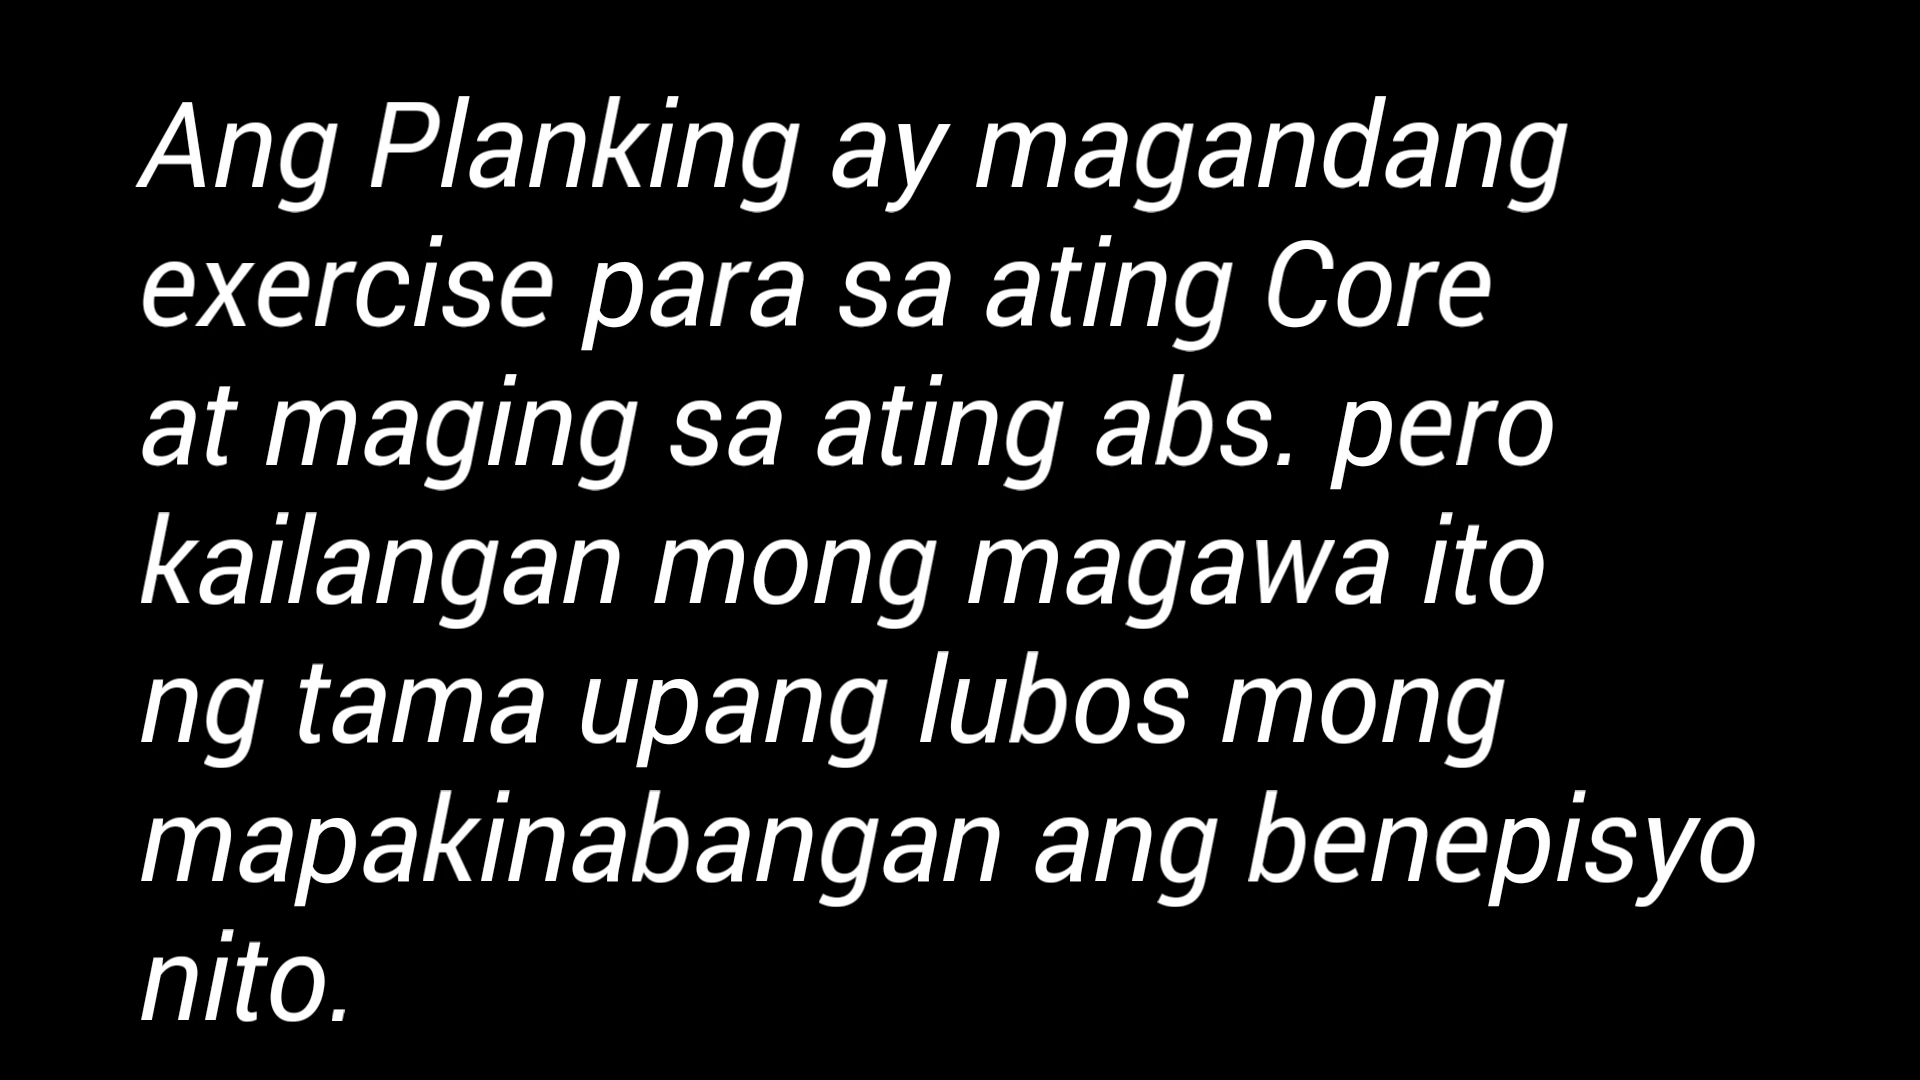 Ang Planking ay magandang
exercise para sa ating Core
at maging sa ating abs. pero
kailangan mong magawa ito
ng tama upang lubos mong
mapakinabangan ang benepisyo
nito.